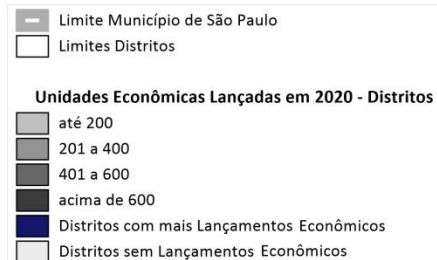 Limite Município de São Paulo
Limites Distritos
Unidades Econômicas Lançadas em 2020 - Distritos
até 200
201 a 400
401 a 600
acima de 600
Distritos com mais Lançamentos Econômicos
Distritos sem Lançamentos Econômicos